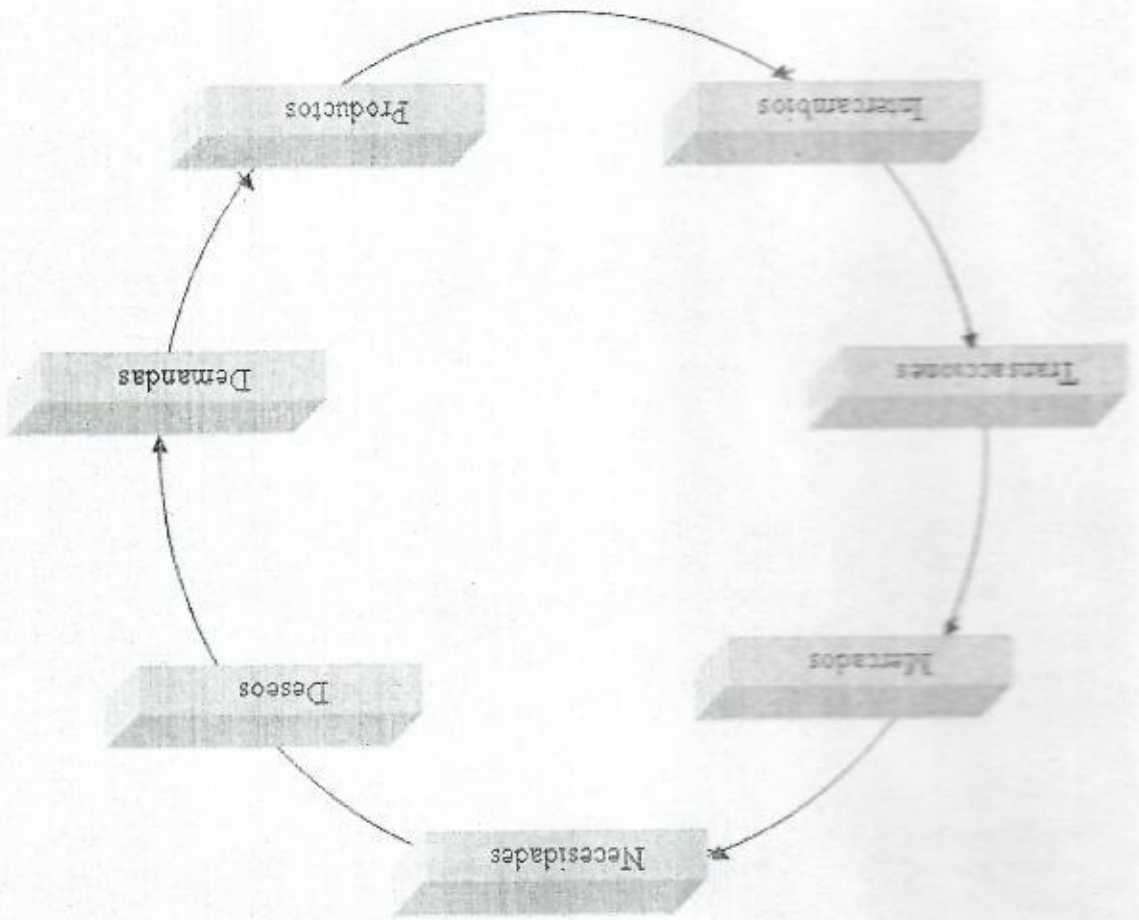 Necesidades
Deseos
Demandas
Productos
Intercambios
Transacciones
Mercados